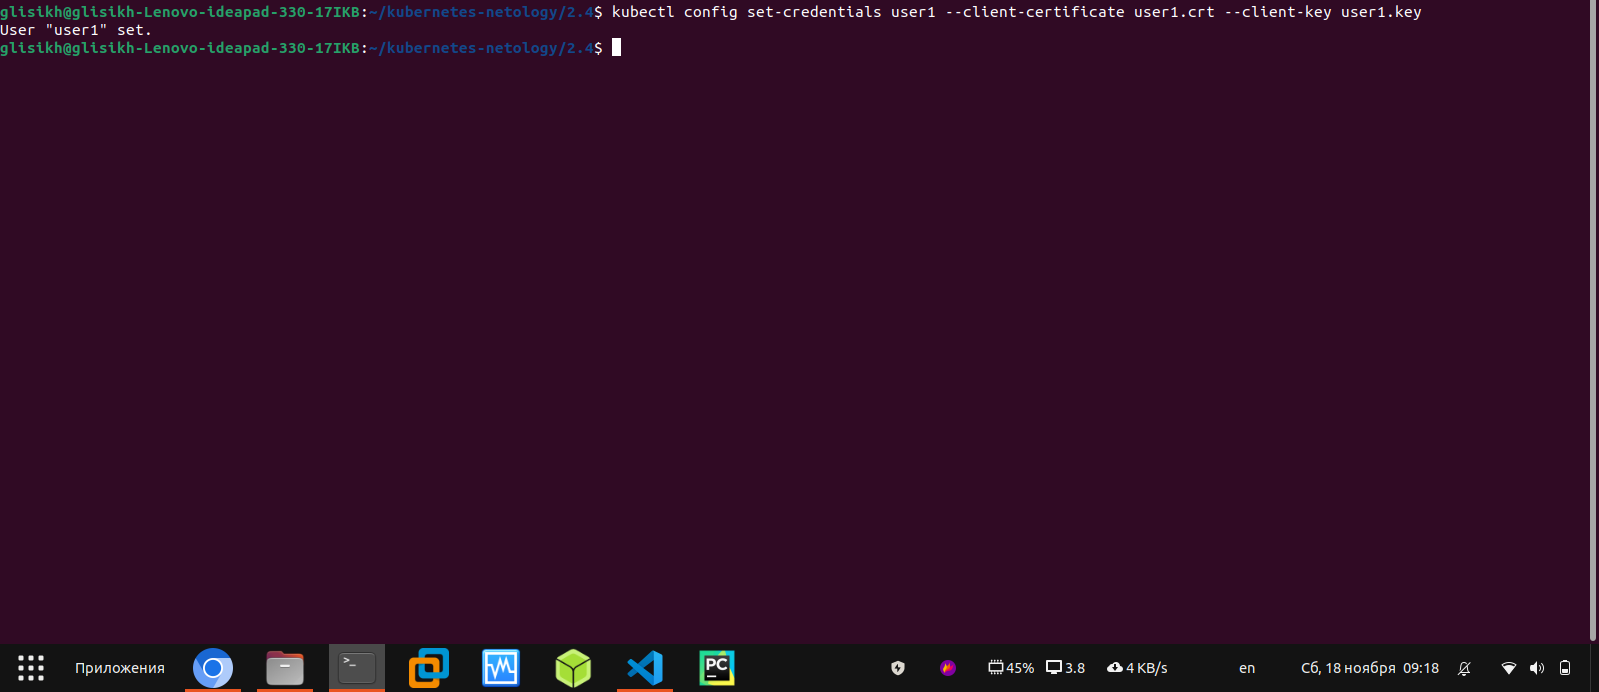 glisikh@glisikh-Lenovo-ideapad-330-17IKB:~/kubernetes-netology/2.4$ kubectl config set-credentials user1 --client-certificate user1.crt --client-key user1.key
User "user1" set.
glisikh@glisikh-Lenovo-ideapad-330-17IKB:~/kubernetes-netology/2.4$
Приложения >_ PC 45% 3.8 4 KB/s en Сб, 18 ноября 09:18